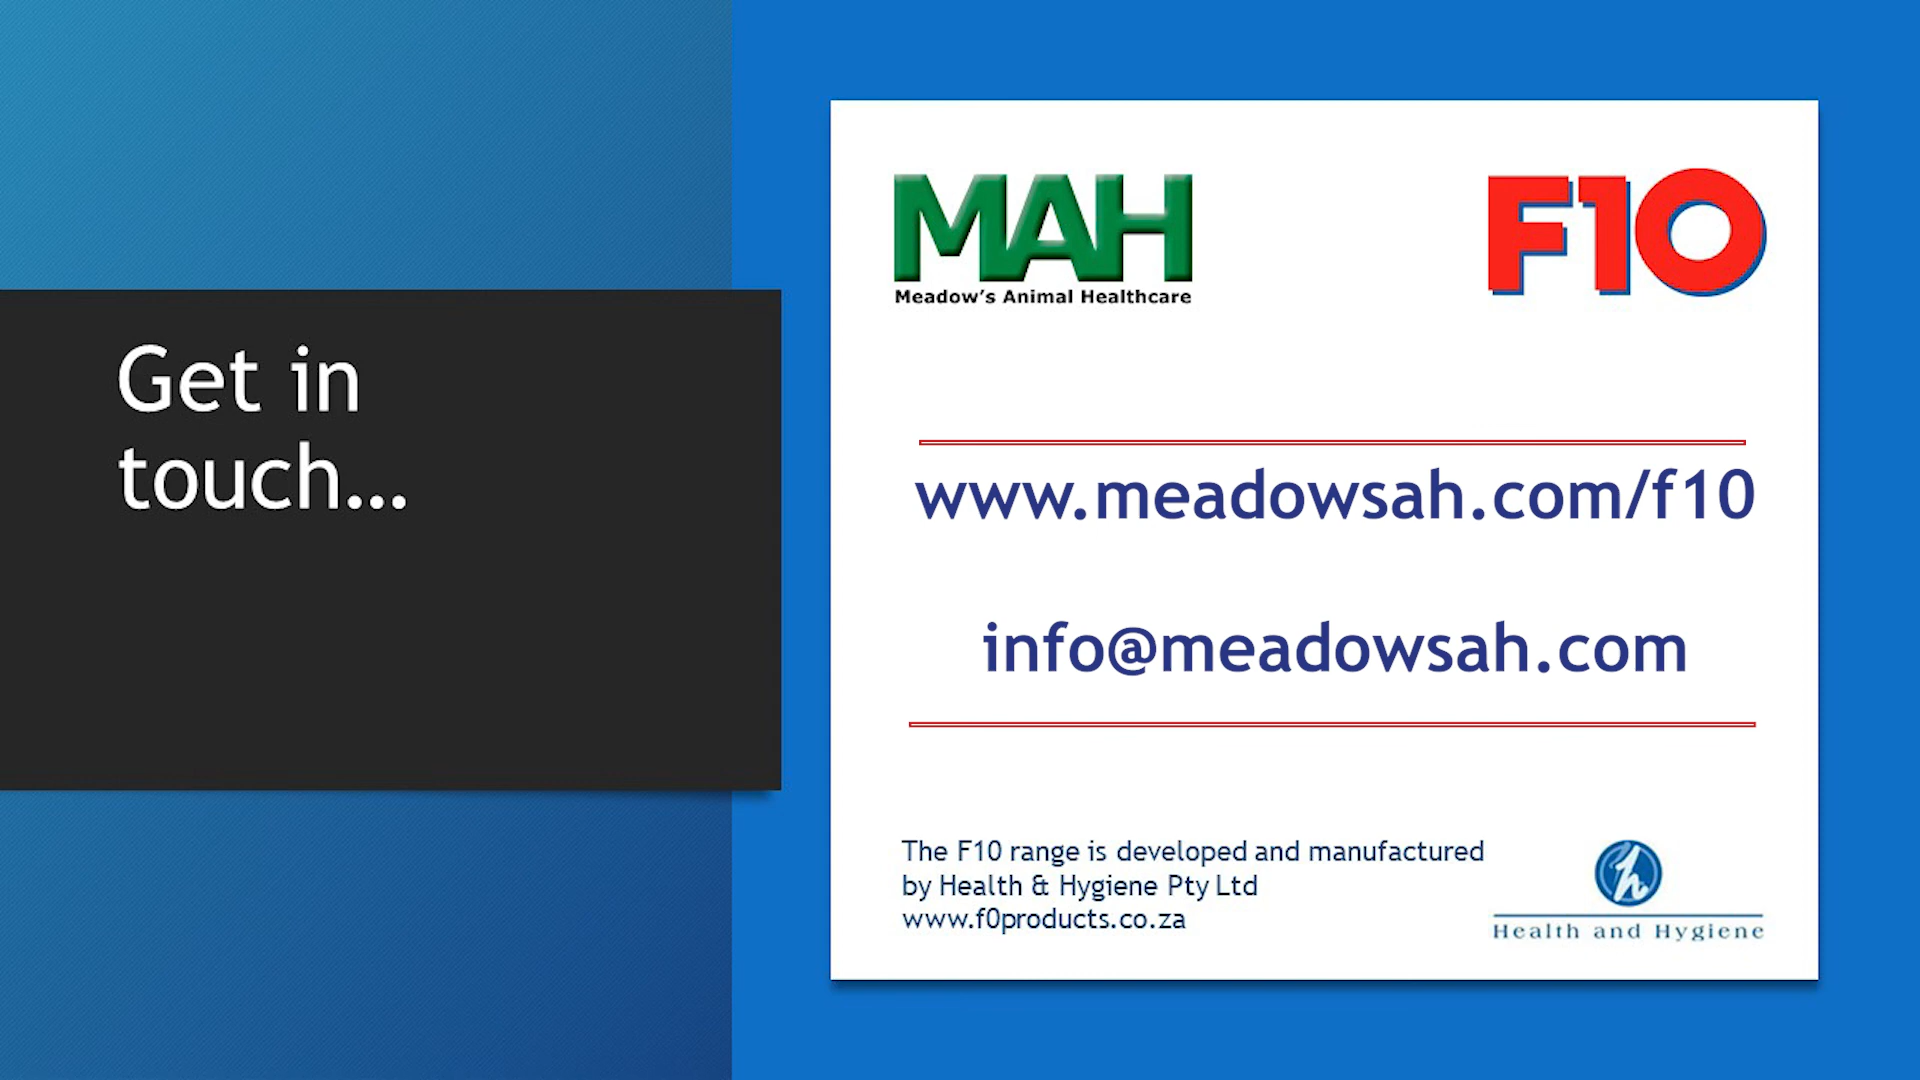 Get in
touch...
MAH
Meadow's Animal Healthcare
F10
www.meadowsah.com/f10
info@meadowsah.com
The F10 range is developed and manufactured
by Health & Hygiene Pty Ltd
www.f0products.co.za
h
Health and Hygiene